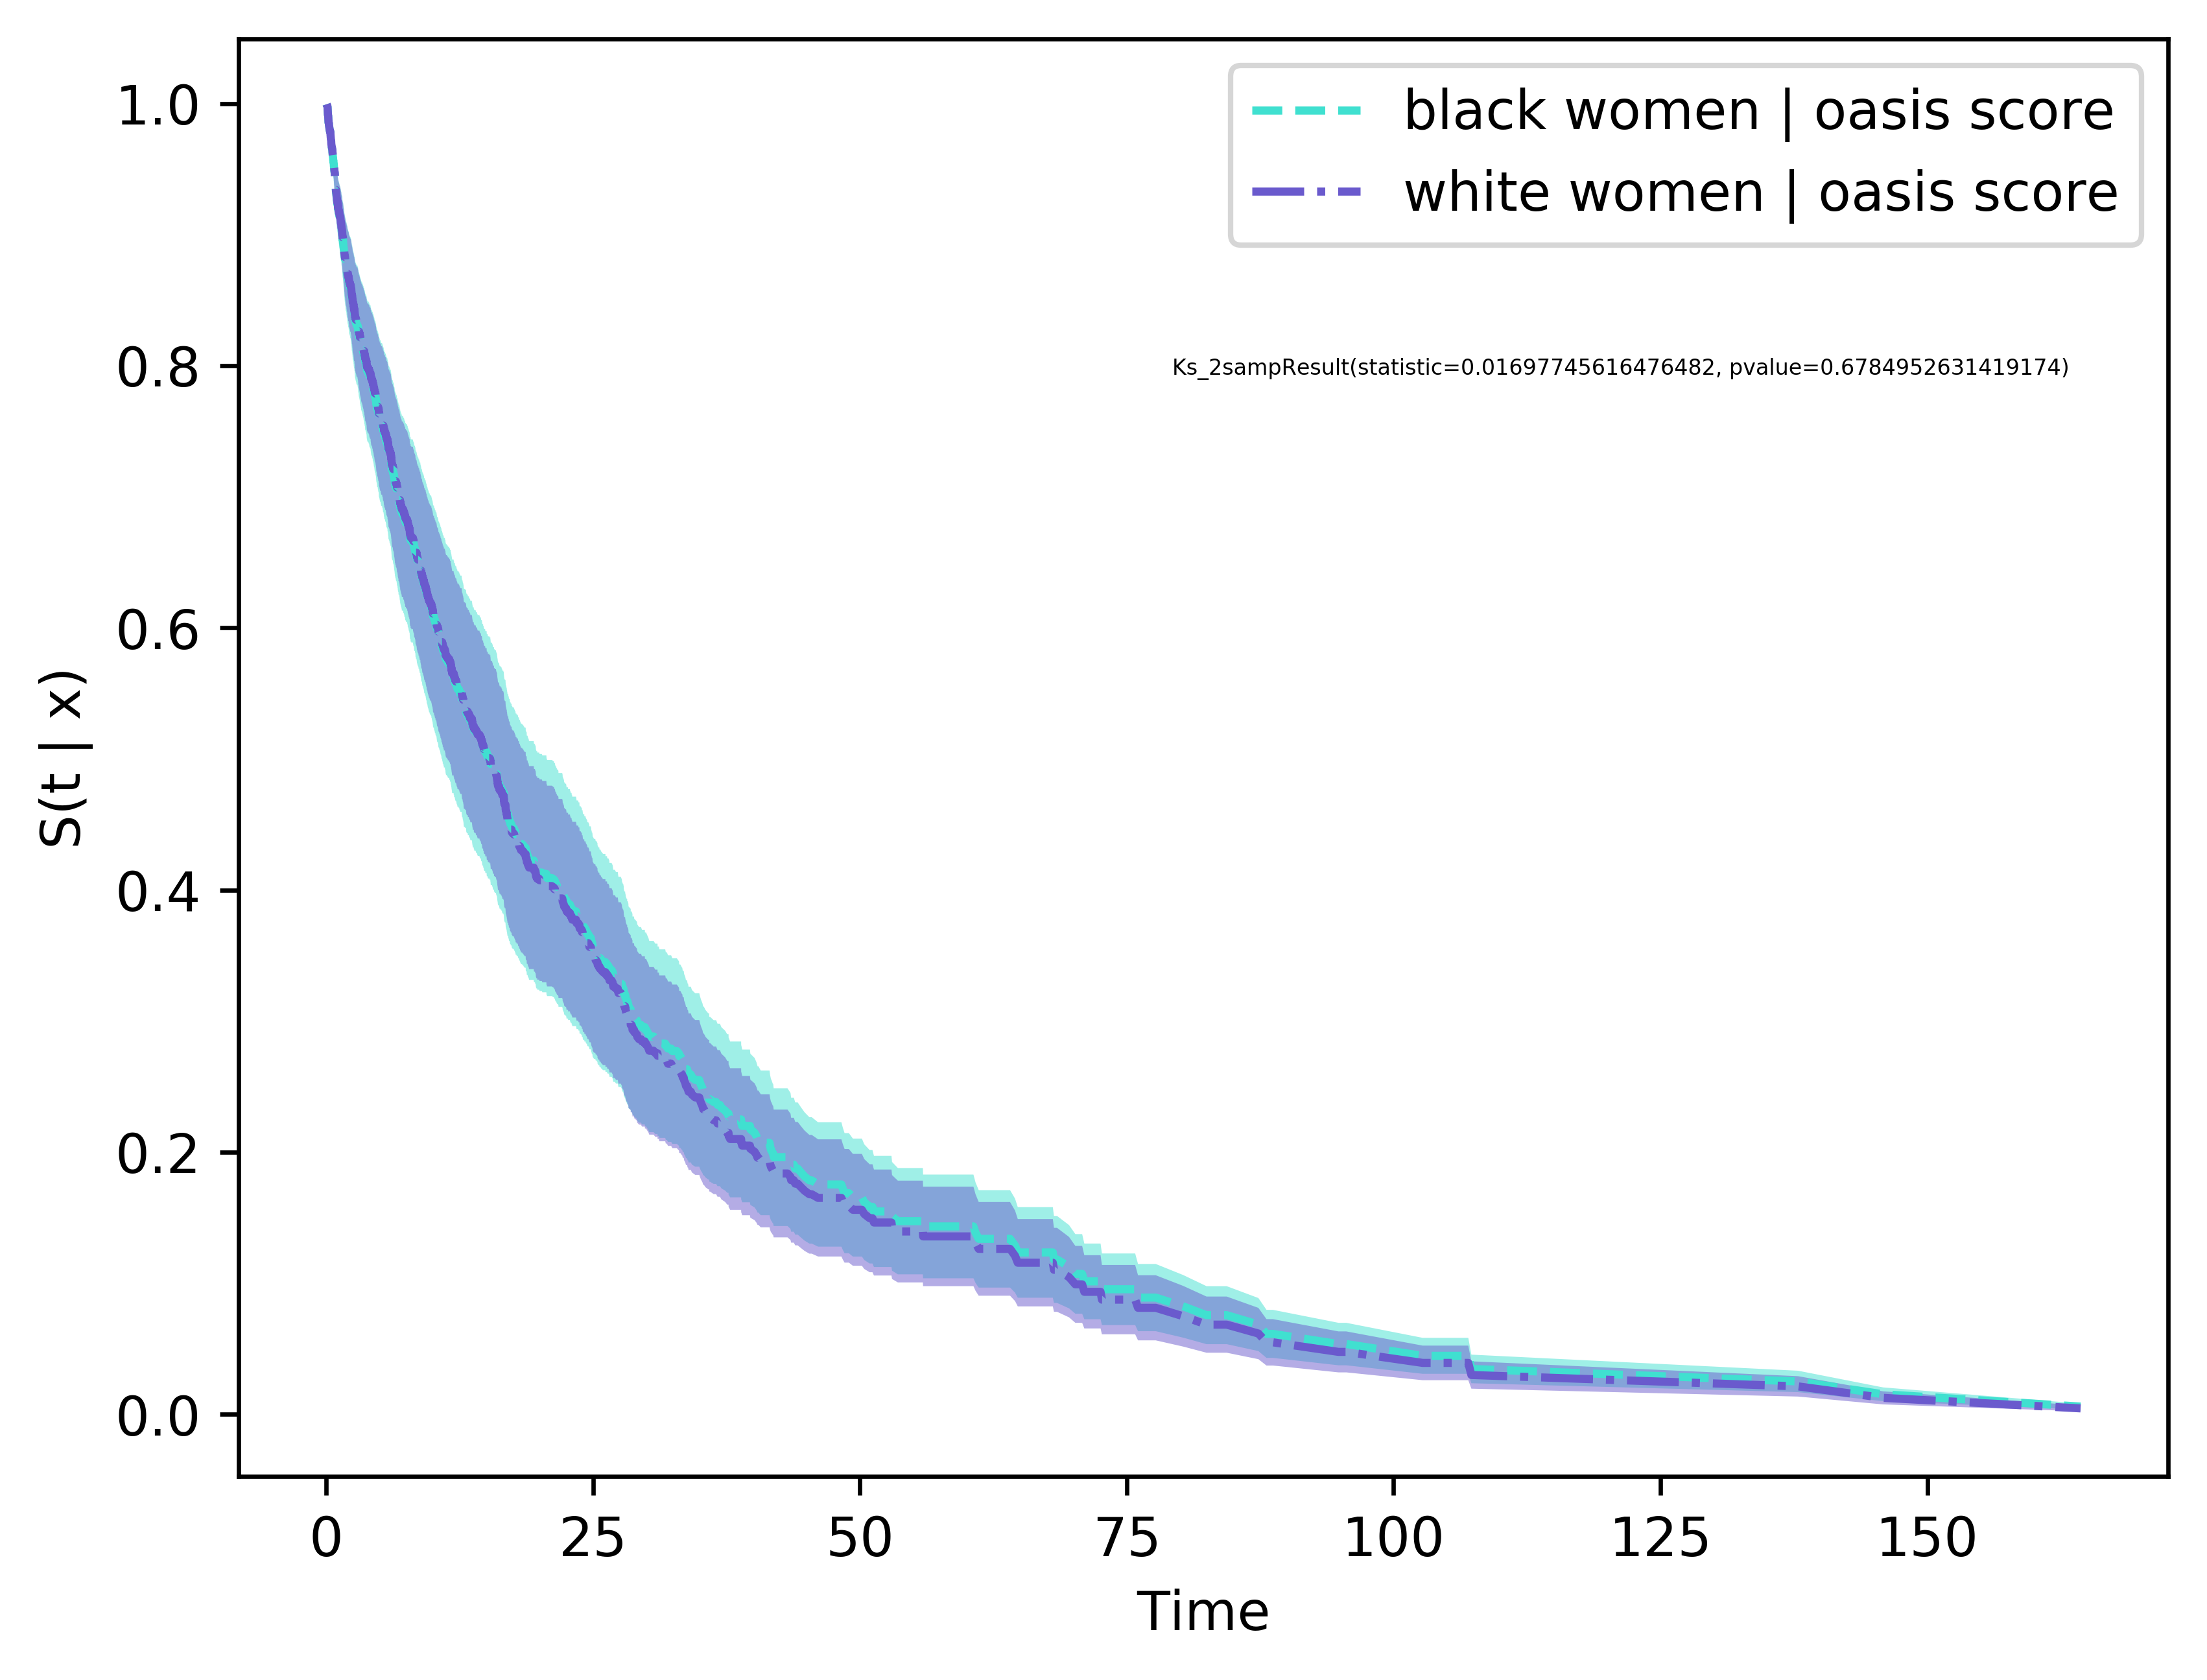 black women | oasis score
white women | oasis score
Ks_2sampResult(statistic=0.01697745616476482, pvalue=0.6784952631419174)
S(t | x)
1.0
0.8
0.6
0.4
0.2
0.0
0 25 50 75 100 125 150
Time